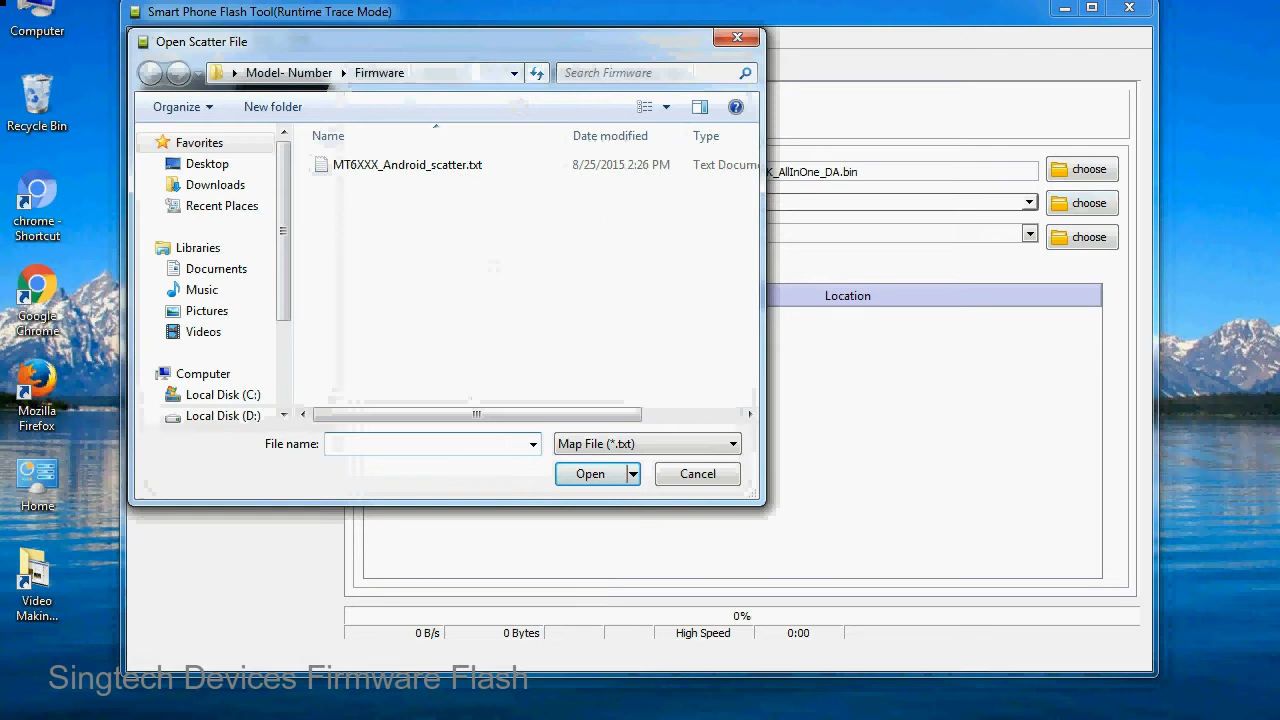 Computer
Recycle Bin
chrome - Shortcut
Google Chrome
Mozilla Firefox
Home
Video Makin...
Smart Phone Flash Tool(Runtime Trace Mode)
Open Scatter File
Model- Number Firmware
Search Firmware
Organize New folder
Favorites
Desktop
Downloads
Recent Places
Libraries
Documents
Music
Pictures
Videos
Computer
Local Disk (C:)
Local Disk (D:)
Name Date modified Type
MT6XXX_Android_scatter.txt 8/25/2015 2:26 PM Text Docum
File name: Map File (*.txt)
Open Cancel
K_AllInOne_DA.bin choose
choose
choose
Location
0%
0 B/s 0 Bytes High Speed 0:00
Singtech Devices Firmware Flash